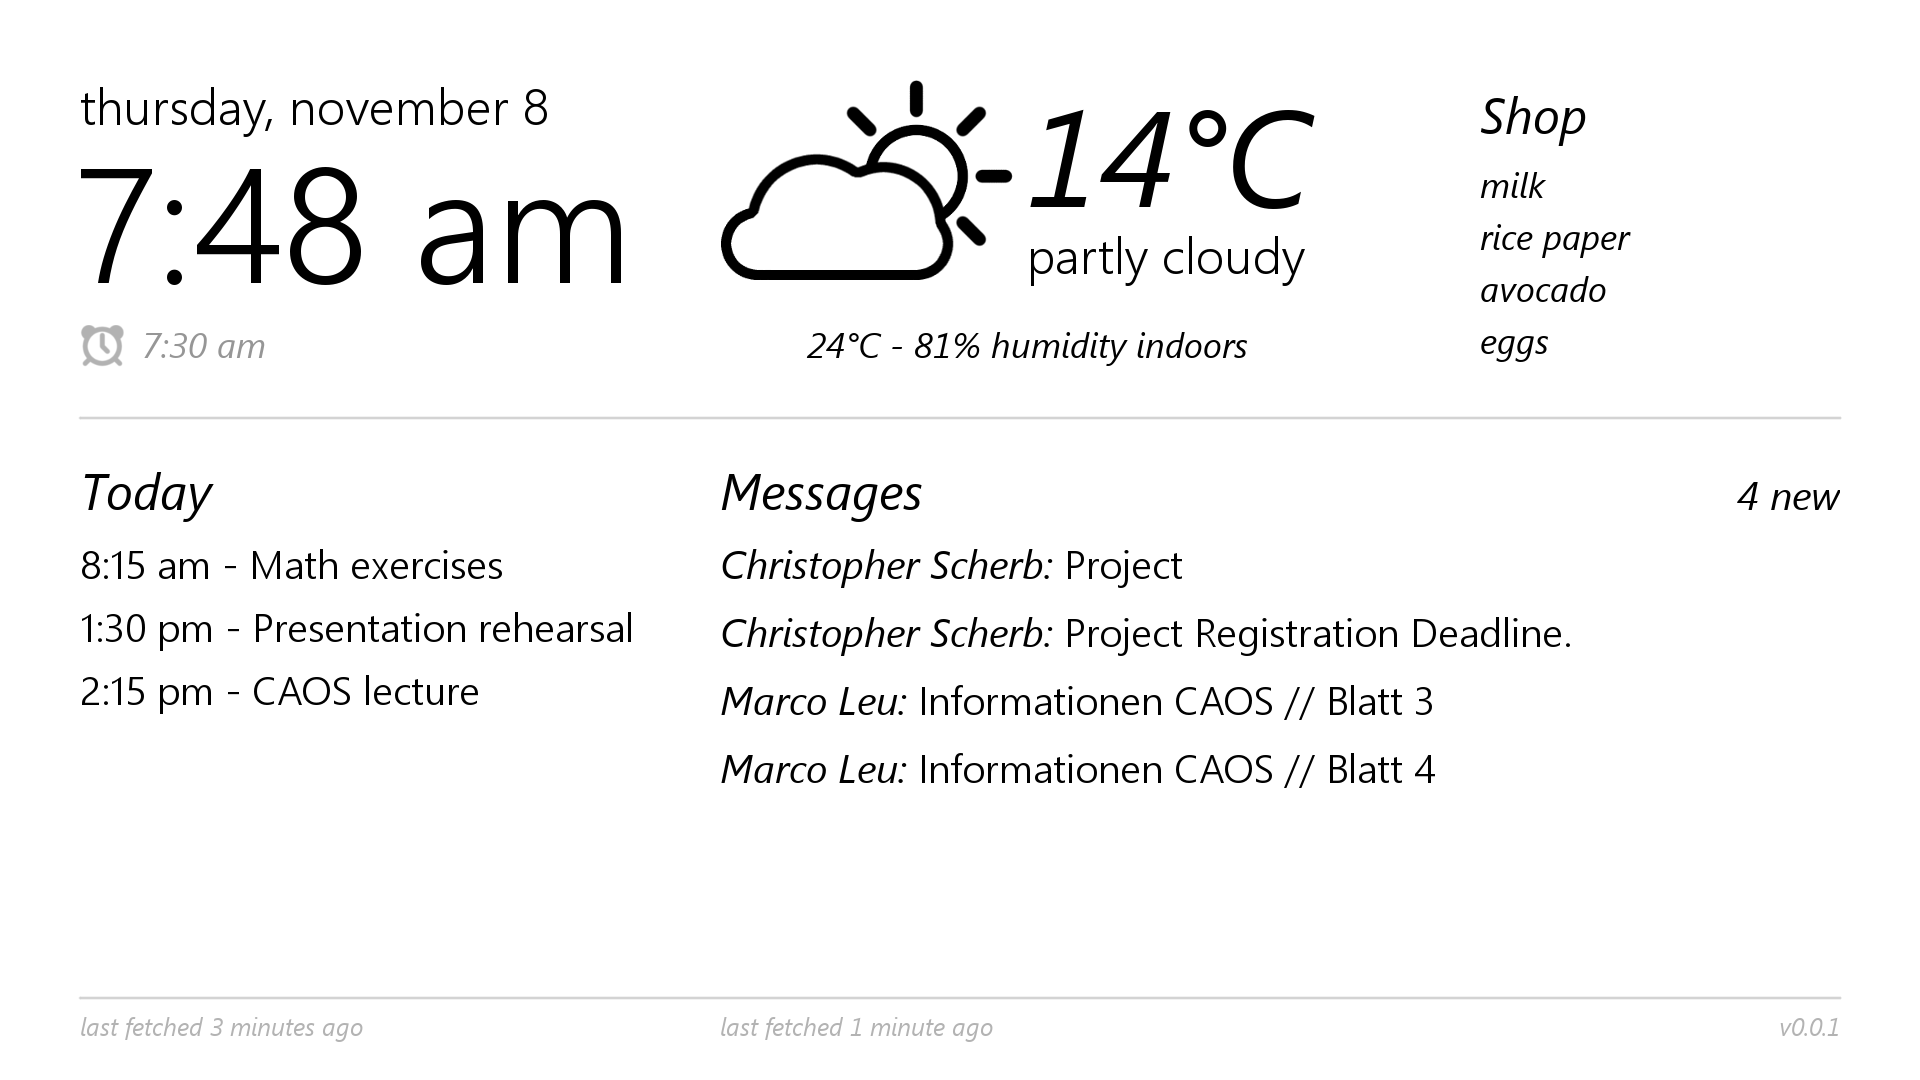 thursday, november 8
7:48 am
7:30 am
14°C
partly cloudy
24°C - 81% humidity indoors
Shop
milk
rice paper
avocado
eggs
Today
8:15 am - Math exercises
1:30 pm - Presentation rehearsal
2:15 pm - CAOS lecture
Messages
4 new
Christopher Scherb: Project
Christopher Scherb: Project Registration Deadline.
Marco Leu: Informationen CAOS // Blatt 3
Marco Leu: Informationen CAOS // Blatt 4
last fetched 3 minutes ago
last fetched 1 minute ago
v0.0.1